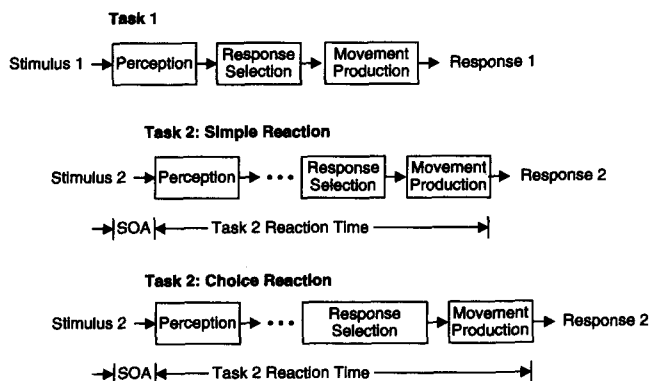 Task 1
Stimulus 1 Perception Response Selection Movement Production Response 1
Task 2: Simple Reaction
Stimulus 2 Perception • • • Response Selection Movement Production Response 2
SOA Task 2 Reaction Time
Task 2: Choice Reaction
Stimulus 2 Perception • • • Response Selection Movement Production Response 2
SOA Task 2 Reaction Time